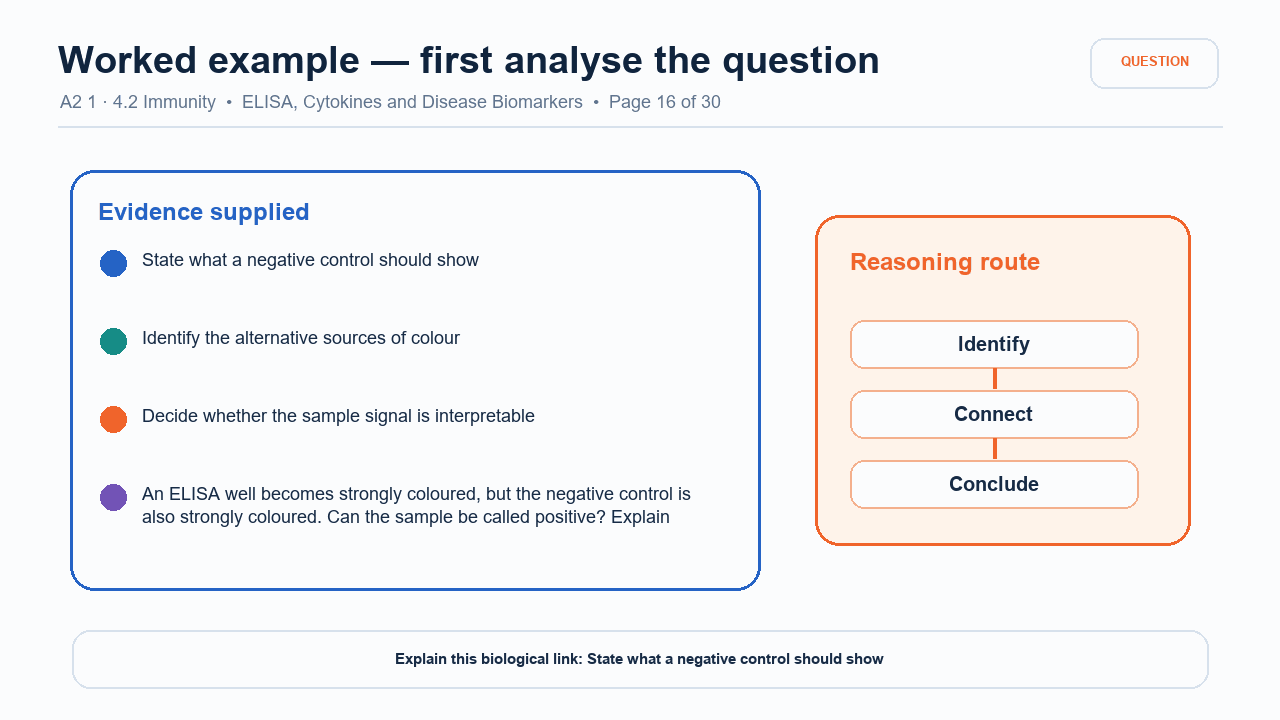 Worked example — first analyse the question
QUESTION
A2 1 · 4.2 Immunity • ELISA, Cytokines and Disease Biomarkers • Page 16 of 30
Evidence supplied
State what a negative control should show
Identify the alternative sources of colour
Decide whether the sample signal is interpretable
An ELISA well becomes strongly coloured, but the negative control is
also strongly coloured. Can the sample be called positive? Explain
Reasoning route
Identify
Connect
Conclude
Explain this biological link: State what a negative control should show